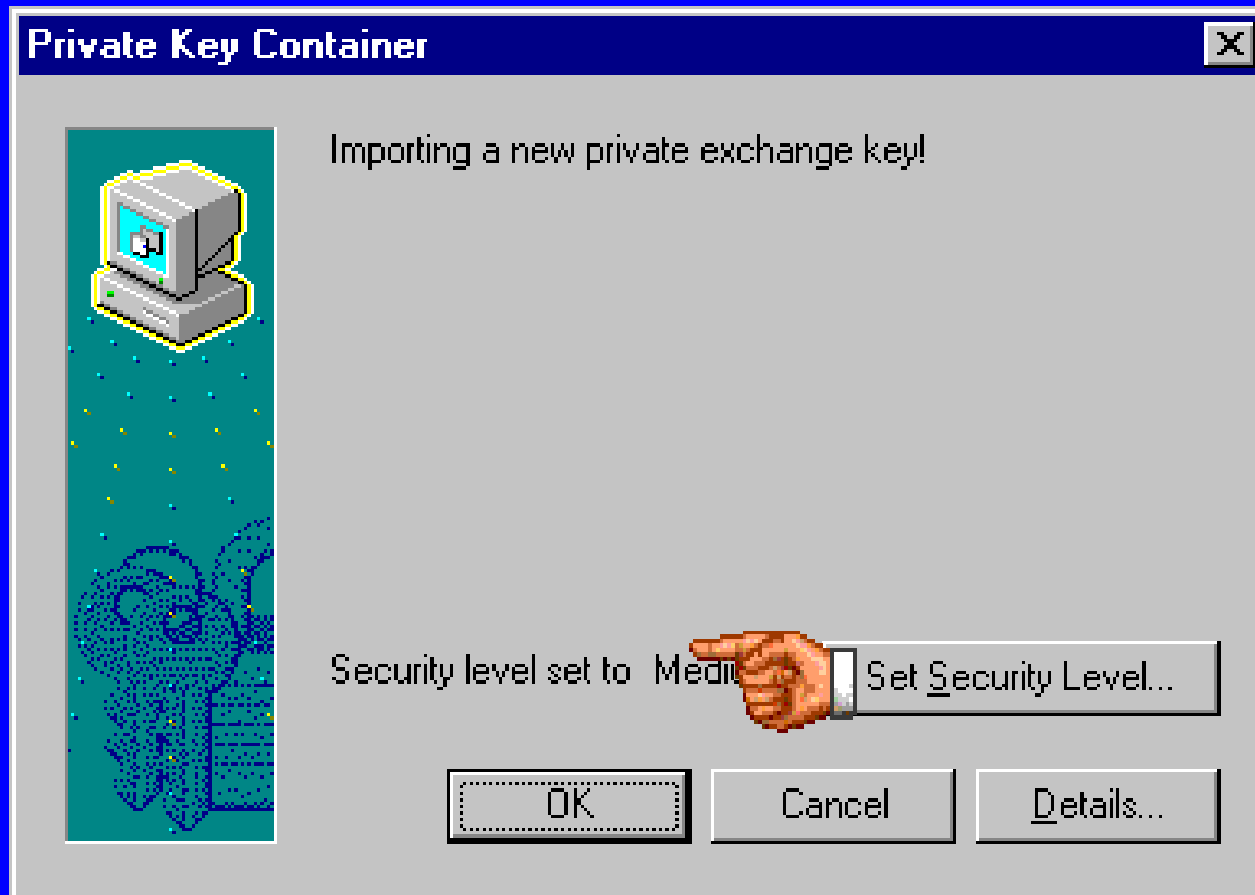 Private Key Container
Importing a new private exchange key!
Security level set to
Set Security Level...
OK
Cancel
Details...